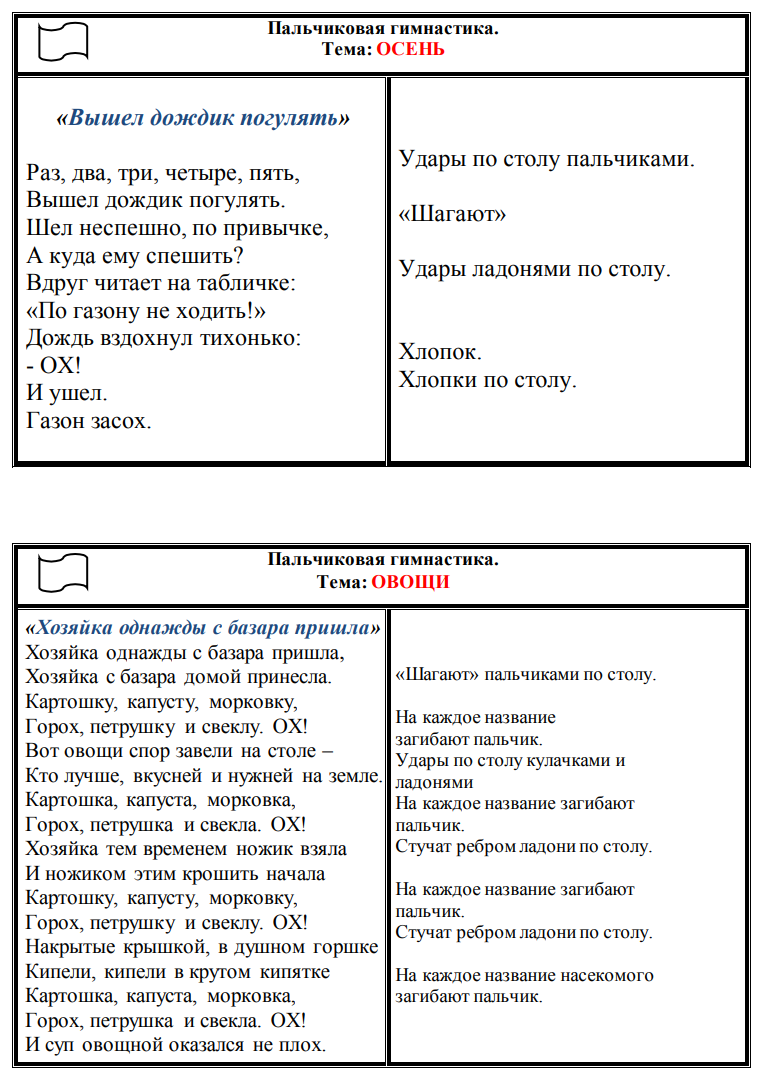 Пальчиковая гимнастика.
Тема: ОСЕНЬ
«Вышел дождик погулять»
Раз, два, три, четыре, пять,
Вышел дождик погулять.
Шел неспешно, по привычке,
А куда ему спешить?
Вдруг читает на табличке:
«По газону не ходить!»
Дождь вздохнул тихонько:
- ОХ!
И ушел.
Газон засох.
Удары по столу пальчиками.
«Шагают»
Удары ладонями по столу.
Хлопок.
Хлопки по столу.
Пальчиковая гимнастика.
Тема: ОВОЩИ
«Хозяйка однажды с базара пришла»
Хозяйка однажды с базара пришла,
Хозяйка с базара домой принесла.
Картошку, капусту, морковку,
Горох, петрушку и свеклу. ОХ!
Вот овощи спор завели на столе –
Кто лучше, вкусней и нужней на земле.
Картошка, капуста, морковка,
Горох, петрушка и свекла. ОХ!
Хозяйка тем временем ножик взяла
И ножиком этим крошить начала
Картошку, капусту, морковку,
Горох, петрушку и свеклу. ОХ!
Накрытые крышкой, в душном горшке
Кипели, кипели в крутом кипятке
Картошка, капуста, морковка,
Горох, петрушка и свекла. ОХ!
И суп овощной оказался не плох.
«Шагают» пальчиками по столу.
На каждое название
загибают пальчик.
Удары по столу кулачками и
ладонями
На каждое название загибают
пальчик.
Стучат ребром ладони по столу.
На каждое название загибают
пальчик.
Стучат ребром ладони по столу.
На каждое название насекомого
загибают пальчик.